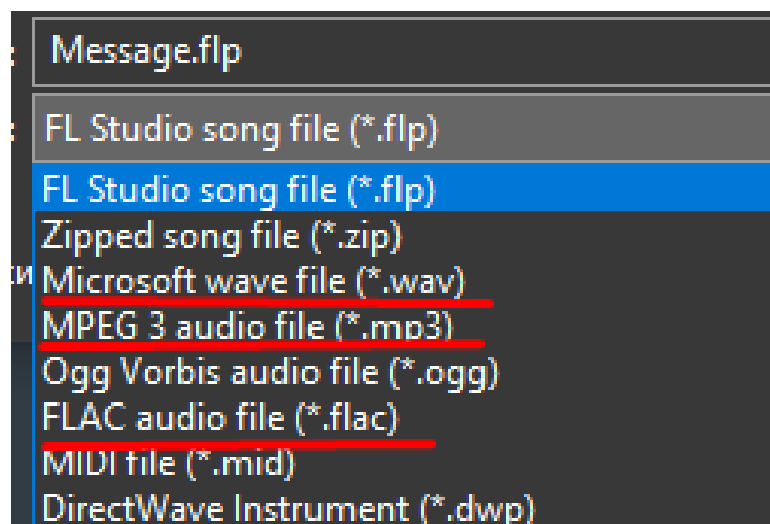 : Message.flp
: FL Studio song file (*.flp)
FL Studio song file (*.flp)
Zipped song file (*.zip)
ки Microsoft wave file (*.wav)
MPEG 3 audio file (*.mp3)
Ogg Vorbis audio file (*.ogg)
FLAC audio file (*.flac)
MIDI file (*.mid)
DirectWave Instrument (*.dwp)